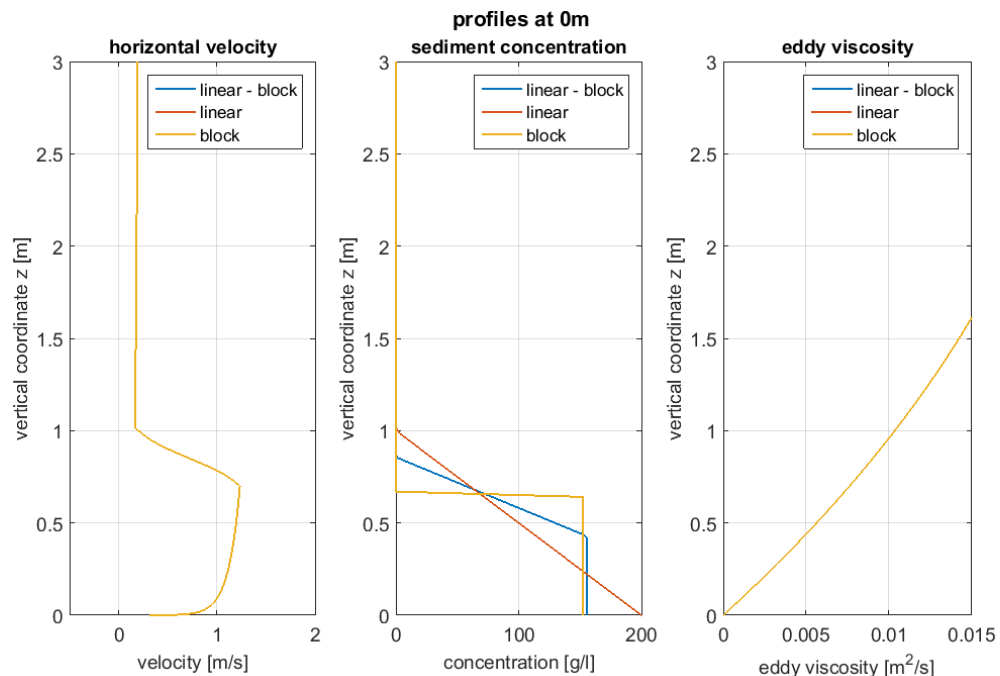 profiles at 0m
horizontal velocity
3
2.5
2
1.5
1
0.5
0
vertical coordinate z [m]
linear - block
linear
block
0
1
2
velocity [m/s]
sediment concentration
3
2.5
2
1.5
1
0.5
0
vertical coordinate z [m]
linear - block
linear
block
0
100
200
concentration [g/l]
eddy viscosity
3
2.5
2
1.5
1
0.5
0
vertical coordinate z [m]
linear - block
linear
block
0
0.005
0.01
0.015
eddy viscosity [m²/s]